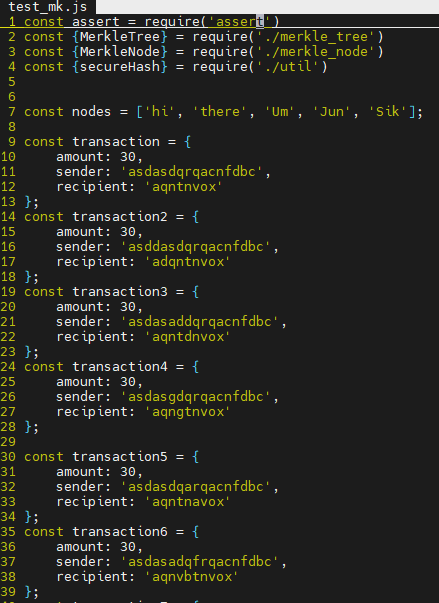 test_mk.js
1 const assert = require('assert')
2 const {MerkleTree} = require('./merkle_tree')
3 const {MerkleNode} = require('./merkle_node')
4 const {secureHash} = require('./util')
5
6
7 const nodes = ['hi', 'there', 'Um', 'Jun', 'Sik'];
8
9 const transaction = {
10     amount: 30,
11     sender: 'asdasdqrqacnfdbc',
12     recipient: 'aqntnvox'
13 };
14 const transaction2 = {
15     amount: 30,
16     sender: 'asddasdqrqacnfdbc',
17     recipient: 'adqntnvox'
18 };
19 const transaction3 = {
20     amount: 30,
21     sender: 'asdasaddqrqacnfdbc',
22     recipient: 'aqntdnvox'
23 };
24 const transaction4 = {
25     amount: 30,
26     sender: 'asdasgdqrqacnfdbc',
27     recipient: 'aqngtnvox'
28 };
29
30 const transaction5 = {
31     amount: 30,
32     sender: 'asdasdqarqacnfdbc',
33     recipient: 'aqntnavox'
34 };
35 const transaction6 = {
36     amount: 30,
37     sender: 'asdasadqfrqacnfdbc',
38     recipient: 'aqnvbtnvox'
39 };